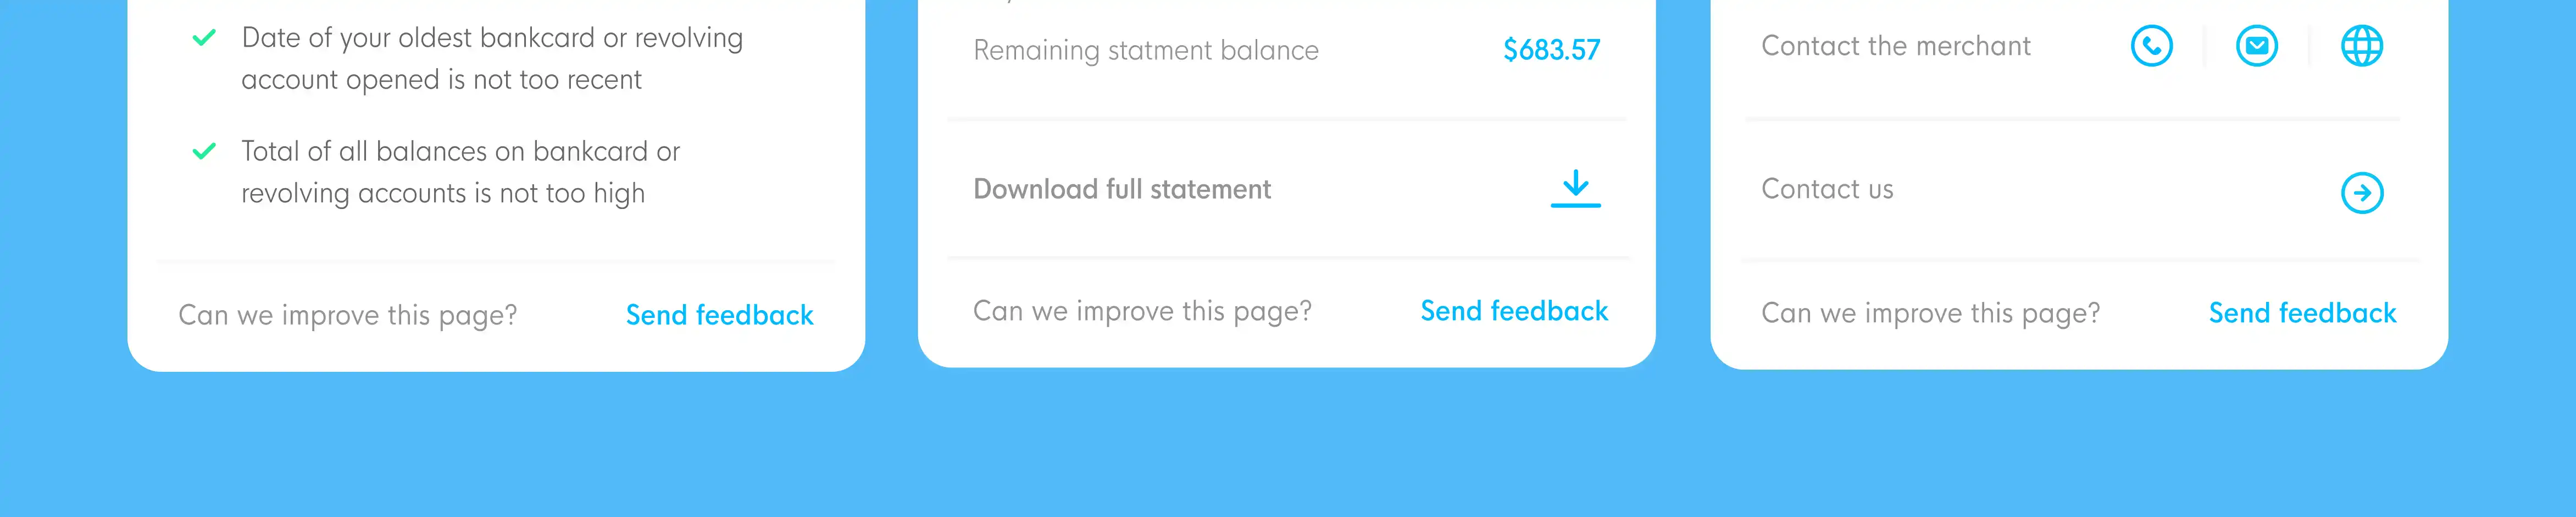 Date of your oldest bankcard or revolving
account opened is not too recent
Total of all balances on bankcard or
revolving accounts is not too high
Can we improve this page?
Send feedback
Remaining statment balance
$683.57
Download full statement
Can we improve this page?
Send feedback
Contact the merchant
Contact us
Can we improve this page?
Send feedback